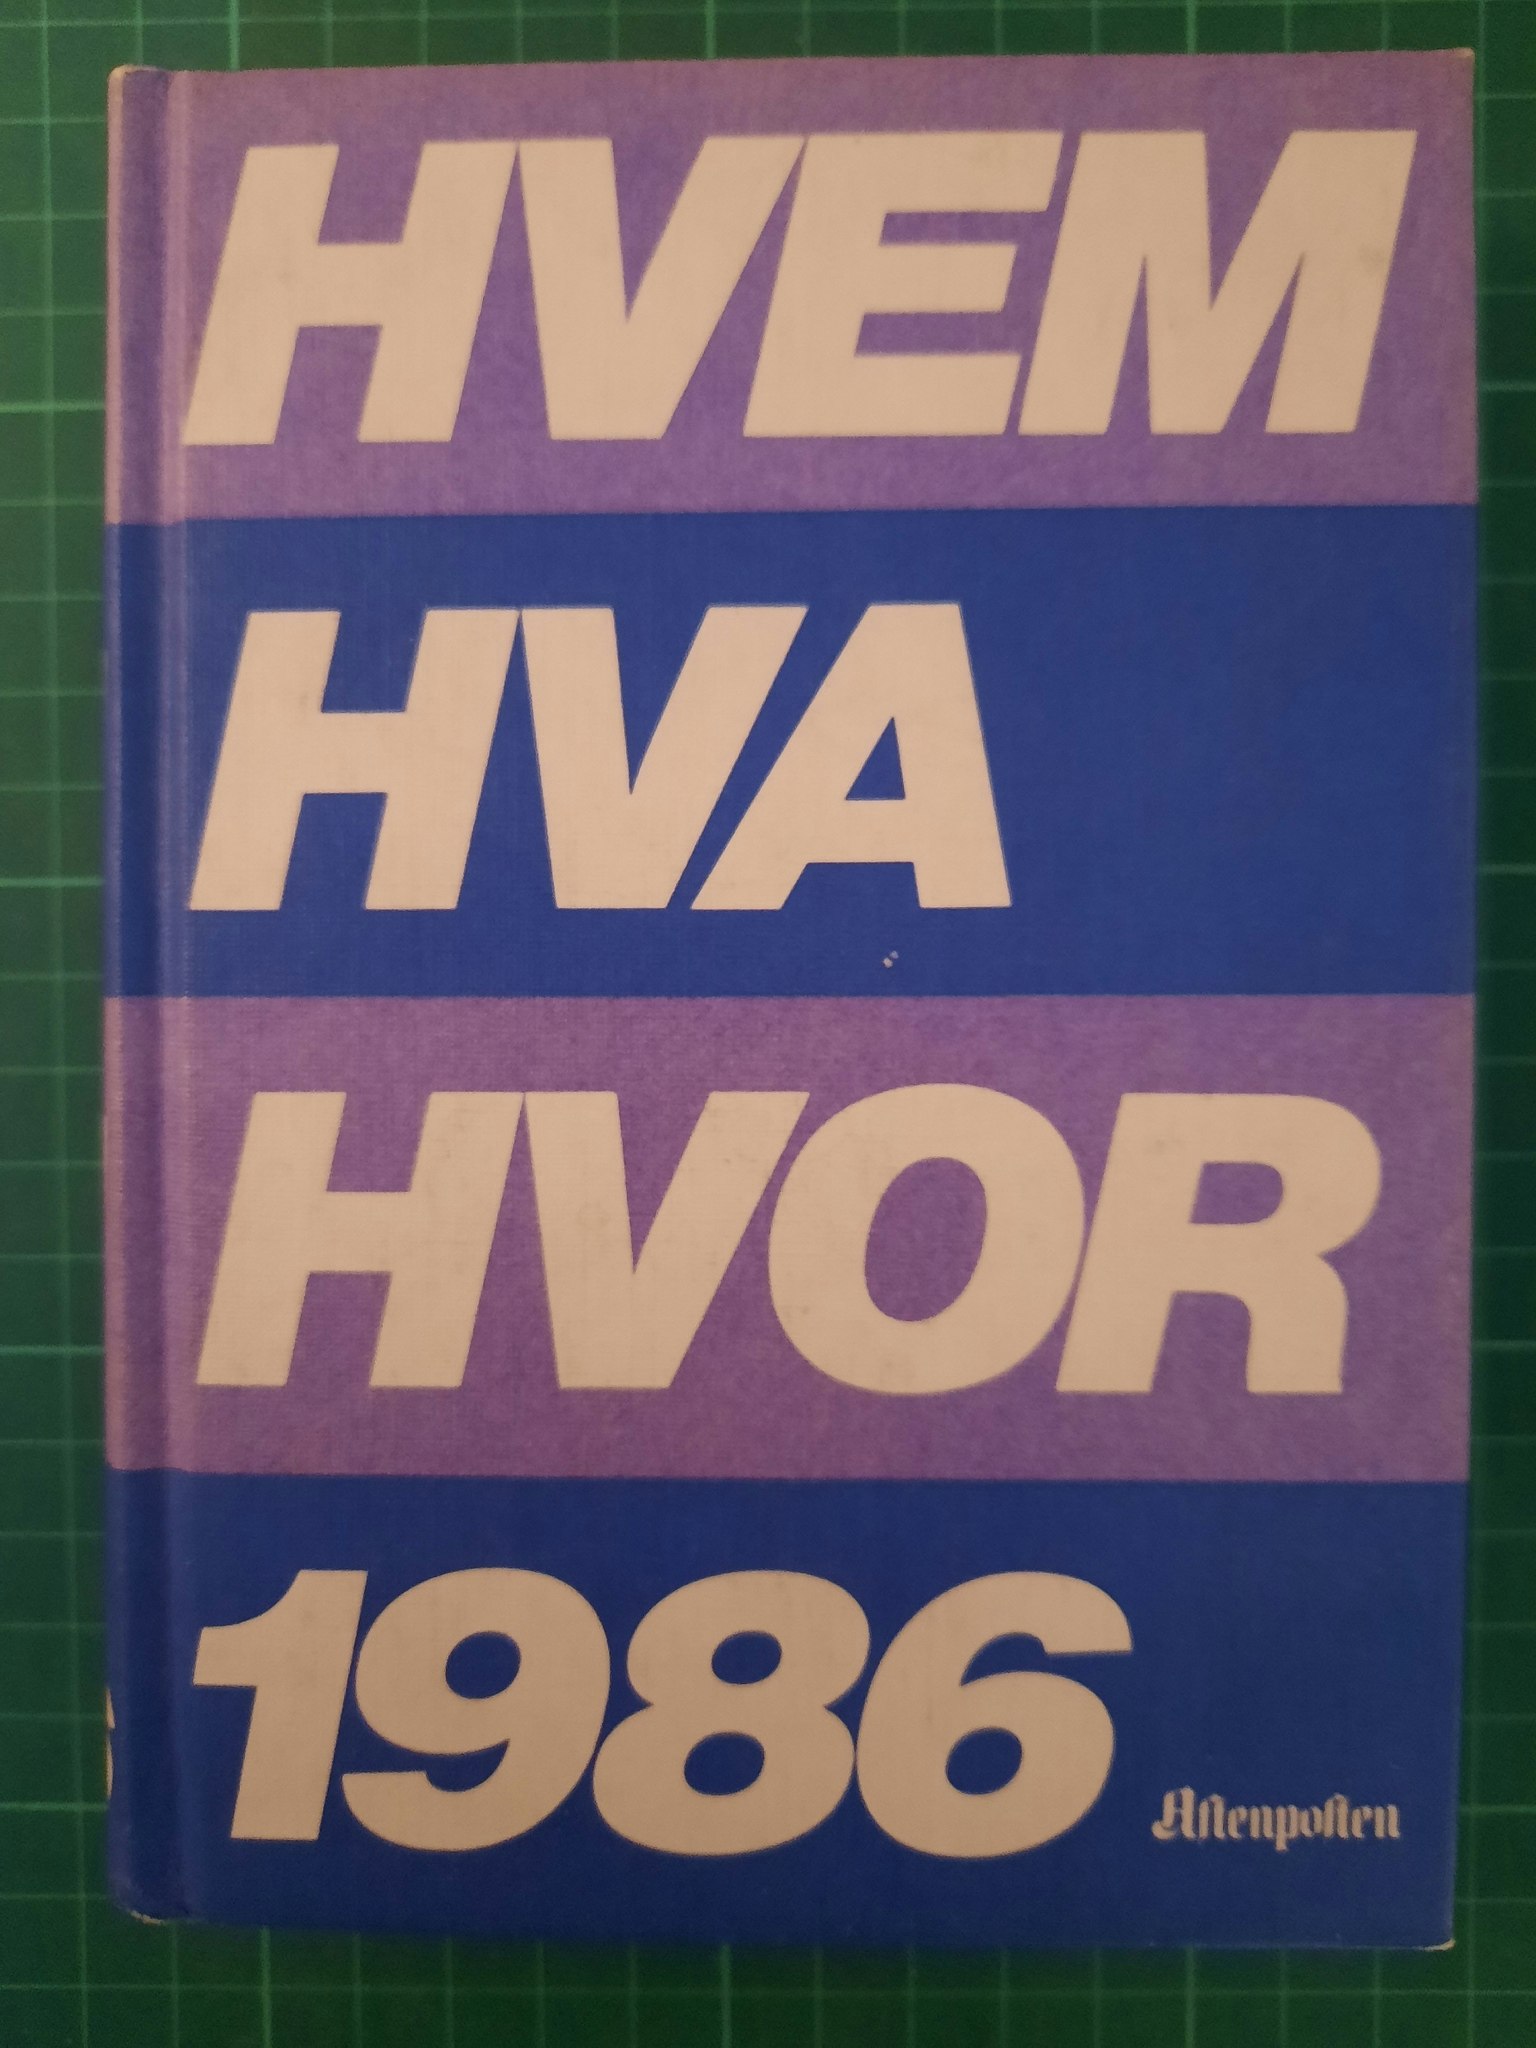 HVEM
HVA
HVOR
1986
Aftenposten